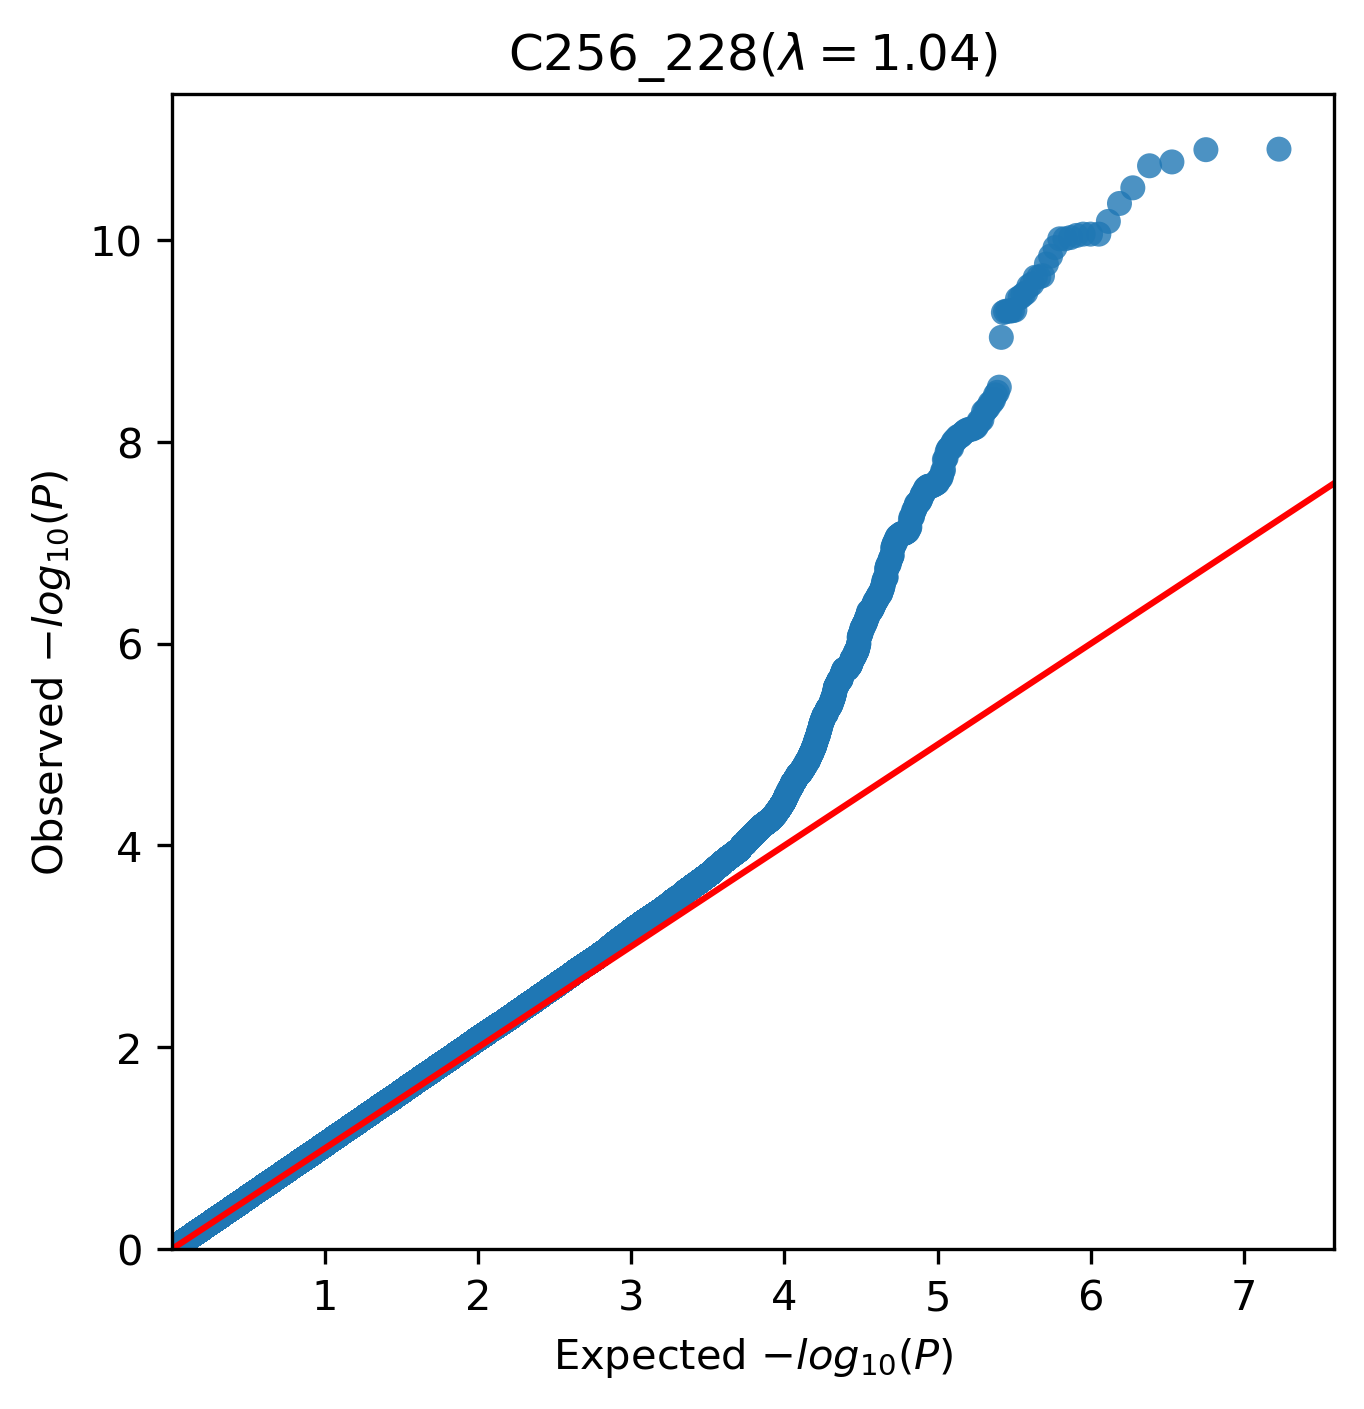 C256_228(λ = 1.04)
Observed −log₁₀(P)
10
8
6
4
2
0
1 2 3 4 5 6 7
Expected −log₁₀(P)